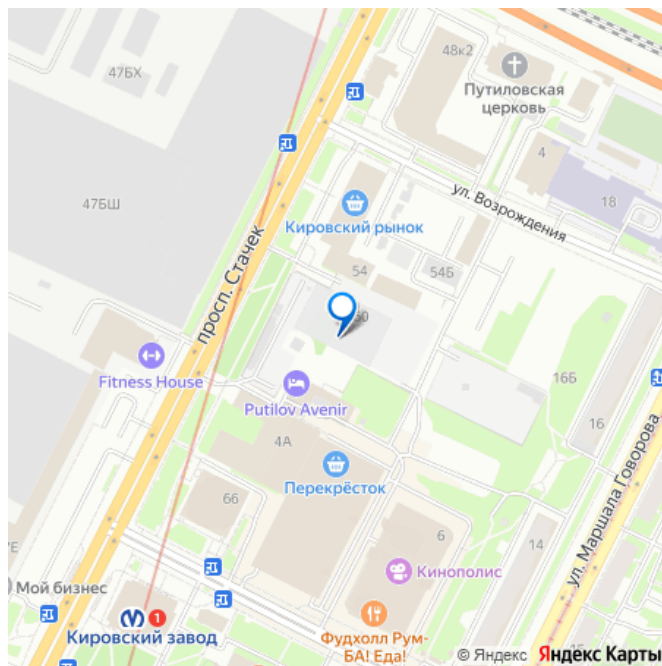 47БХ
48к2
Путиловская
церковь
4
18
ул. Возрождения
47БШ
Кировский рынок
просп. Стачек
54
54Б
Fitness House
Putilov Avenir
16Б
16
4А
Перекрёсток
ул. Маршала Говорова
66
6
14
Кинополис
Мой бизнес
1
Кировский завод
Фудхолл Рум-
БА! Еда!
© Яндекс Яндекс Карты